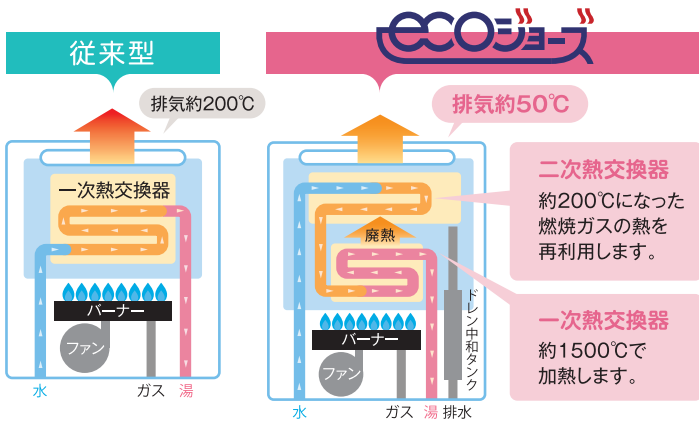 従来型
排気約200℃
一次熱交換器
バーナー
ファン
水
ガス
湯
ecoジョーズ
排気約50℃
廃熱
バーナー
ファン
ドレン中和タンク
水
ガス
湯
排水
二次熱交換器
約200℃になった
燃焼ガスの熱を
再利用します。
一次熱交換器
約1500℃で
加熱します。